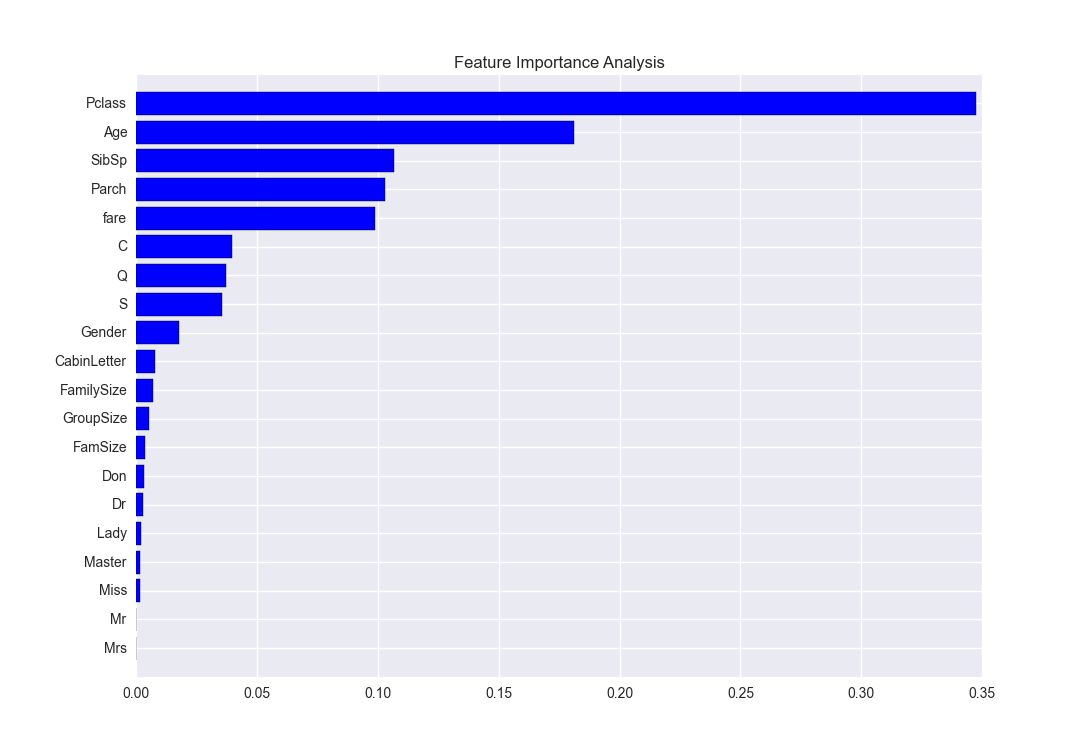 Feature Importance Analysis
Pclass
Age
SibSp
Parch
fare
C
Q
S
Gender
CabinLetter
FamilySize
GroupSize
FamSize
Don
Dr
Lady
Master
Miss
Mr
Mrs
0.00 0.05 0.10 0.15 0.20 0.25 0.30 0.35